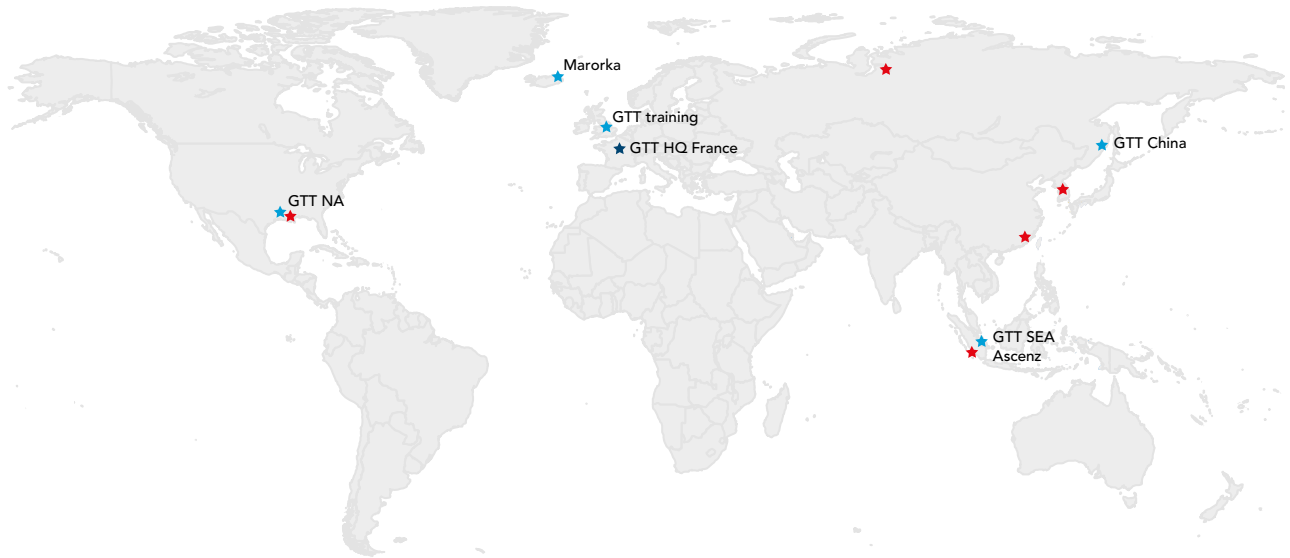 Marorka
GTT training
GTT HQ France
GTT China
GTT NA
GTT SEA
Ascenz